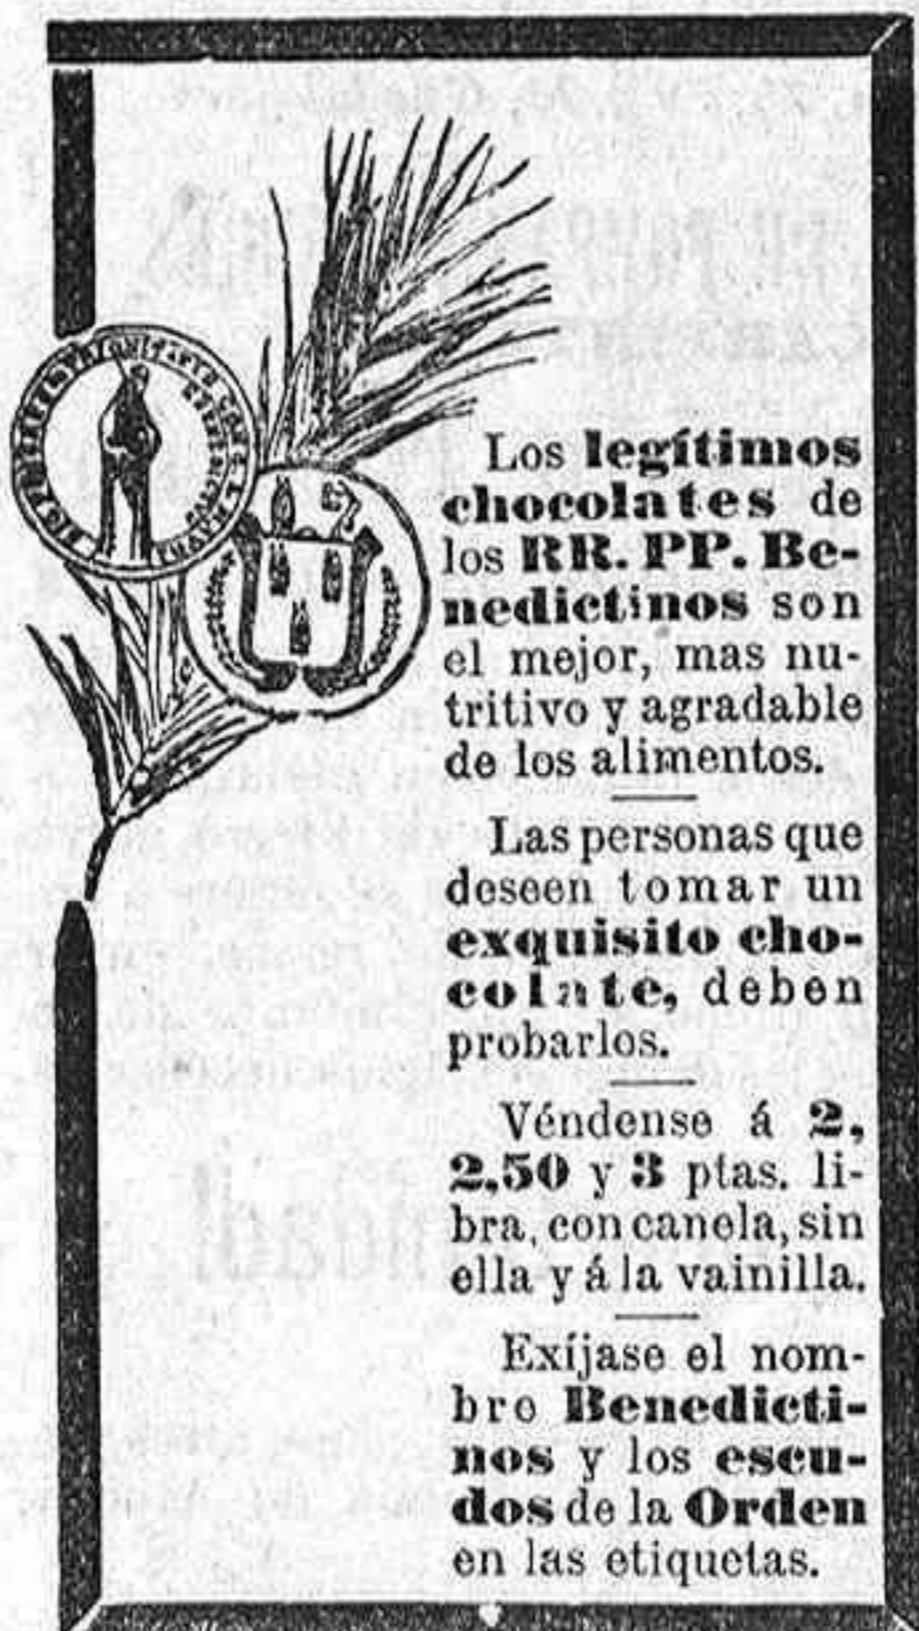 Los legítimos
chocolates de
los RR. PP. Be-
nedictinos son
el mejor, mas nu-
tritivo y agradable
de los alimentos.
Las personas que
deseen tomar un
exquisito cho-
colate, deben
probarlos.
Véndense á 2,
2,50 y 3 ptas. li-
bra, con canela, sin
ella y á la vainilla.
Exíjase el nom-
bre Benedicti-
nos y los escu-
dos de la Orden
en las etiquetas.